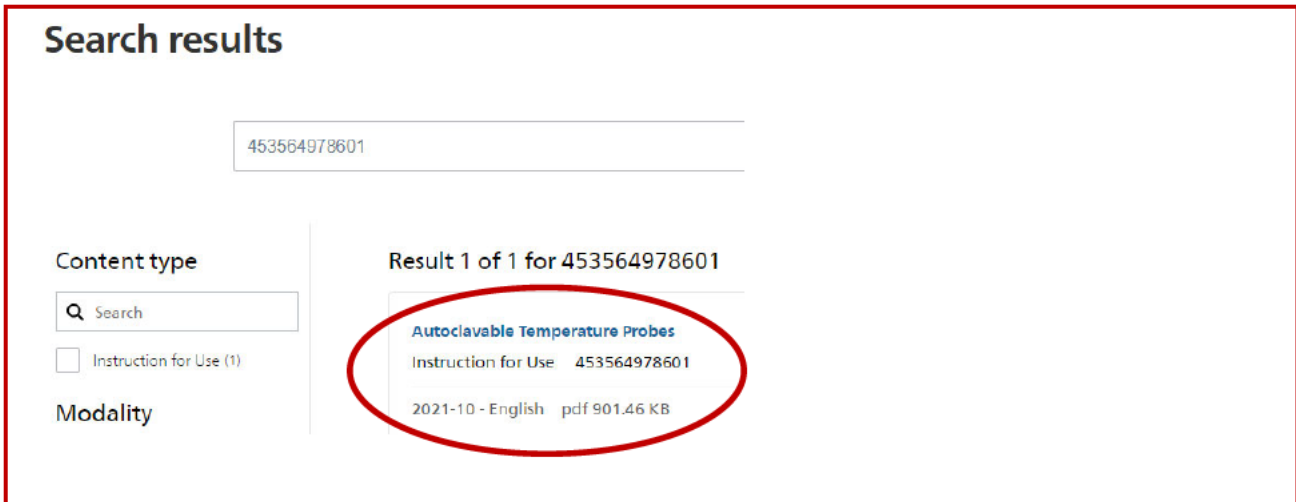 Search results
453564978601
Content type
Search
Instruction for Use (1)
Modality
Result 1 of 1 for 453564978601
Autoclavable Temperature Probes
Instruction for Use 453564978601
2021-10 - English pdf 901.46 KB